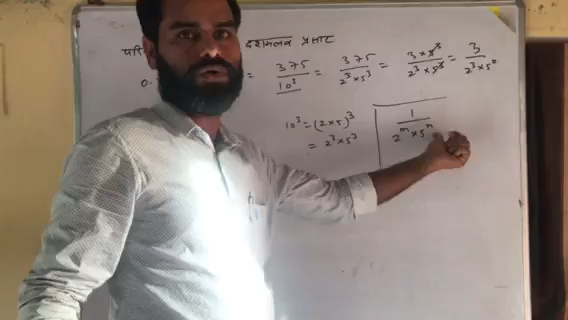 दशमलव प्रसार
0. = 375/10³ = 375/2³×5³ = 3×5³/2³×5³ = 3/2³×5⁰
10³ = (2×5)³
= 2³×5³
1/2ᵐ×5ⁿ